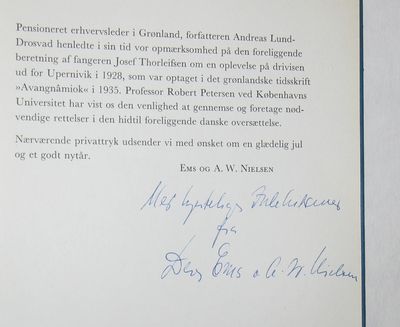 Pensioneret erhvervsleder i Grønland, forfatteren Andreas Lund-
Drosvad henledte i sin tid vor opmærksomhed på den foreliggende
beretning af fangeren Josef Thorleifsen om en oplevelse på drivisen
ud for Upernivik i 1928, som var optaget i det grønlandske tidsskrift
»Avangnâmiok« i 1935. Professor Robert Petersen ved Københavns
Universitet har vist os den venlighed at gennemse og foretage nød-
vendige rettelser i den hidtil foreliggende danske oversættelse.
Nærværende privattryk udsender vi med ønsket om en glædelig jul
og et godt nytår.
Ems og A. W. Nielsen
Med hjertelige Julehilsener
fra
Deres Ems o A. W. Nielsen